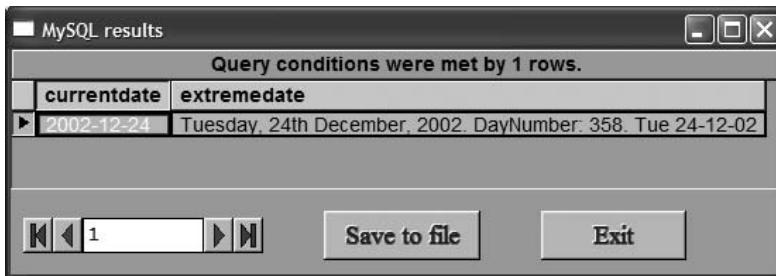 MySQL results
Query conditions were met by 1 rows.
currentdate extremedate
2002-12-24 Tuesday, 24th December, 2002. DayNumber: 358. Tue 24-12-02
1 Save to file Exit